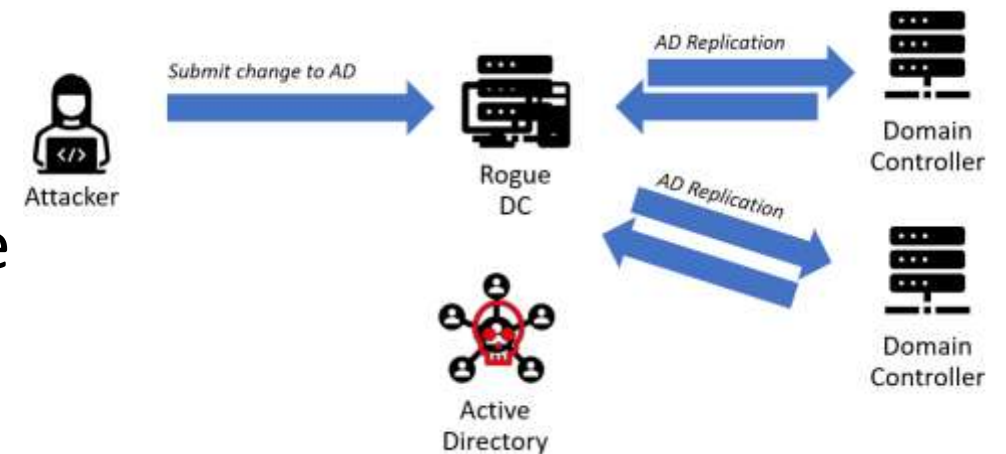 Submit change to AD
AD Replication
</>
Attacker
Rogue
DC
Domain
Controller
AD Replication
e
Active
Directory
Domain
Controller